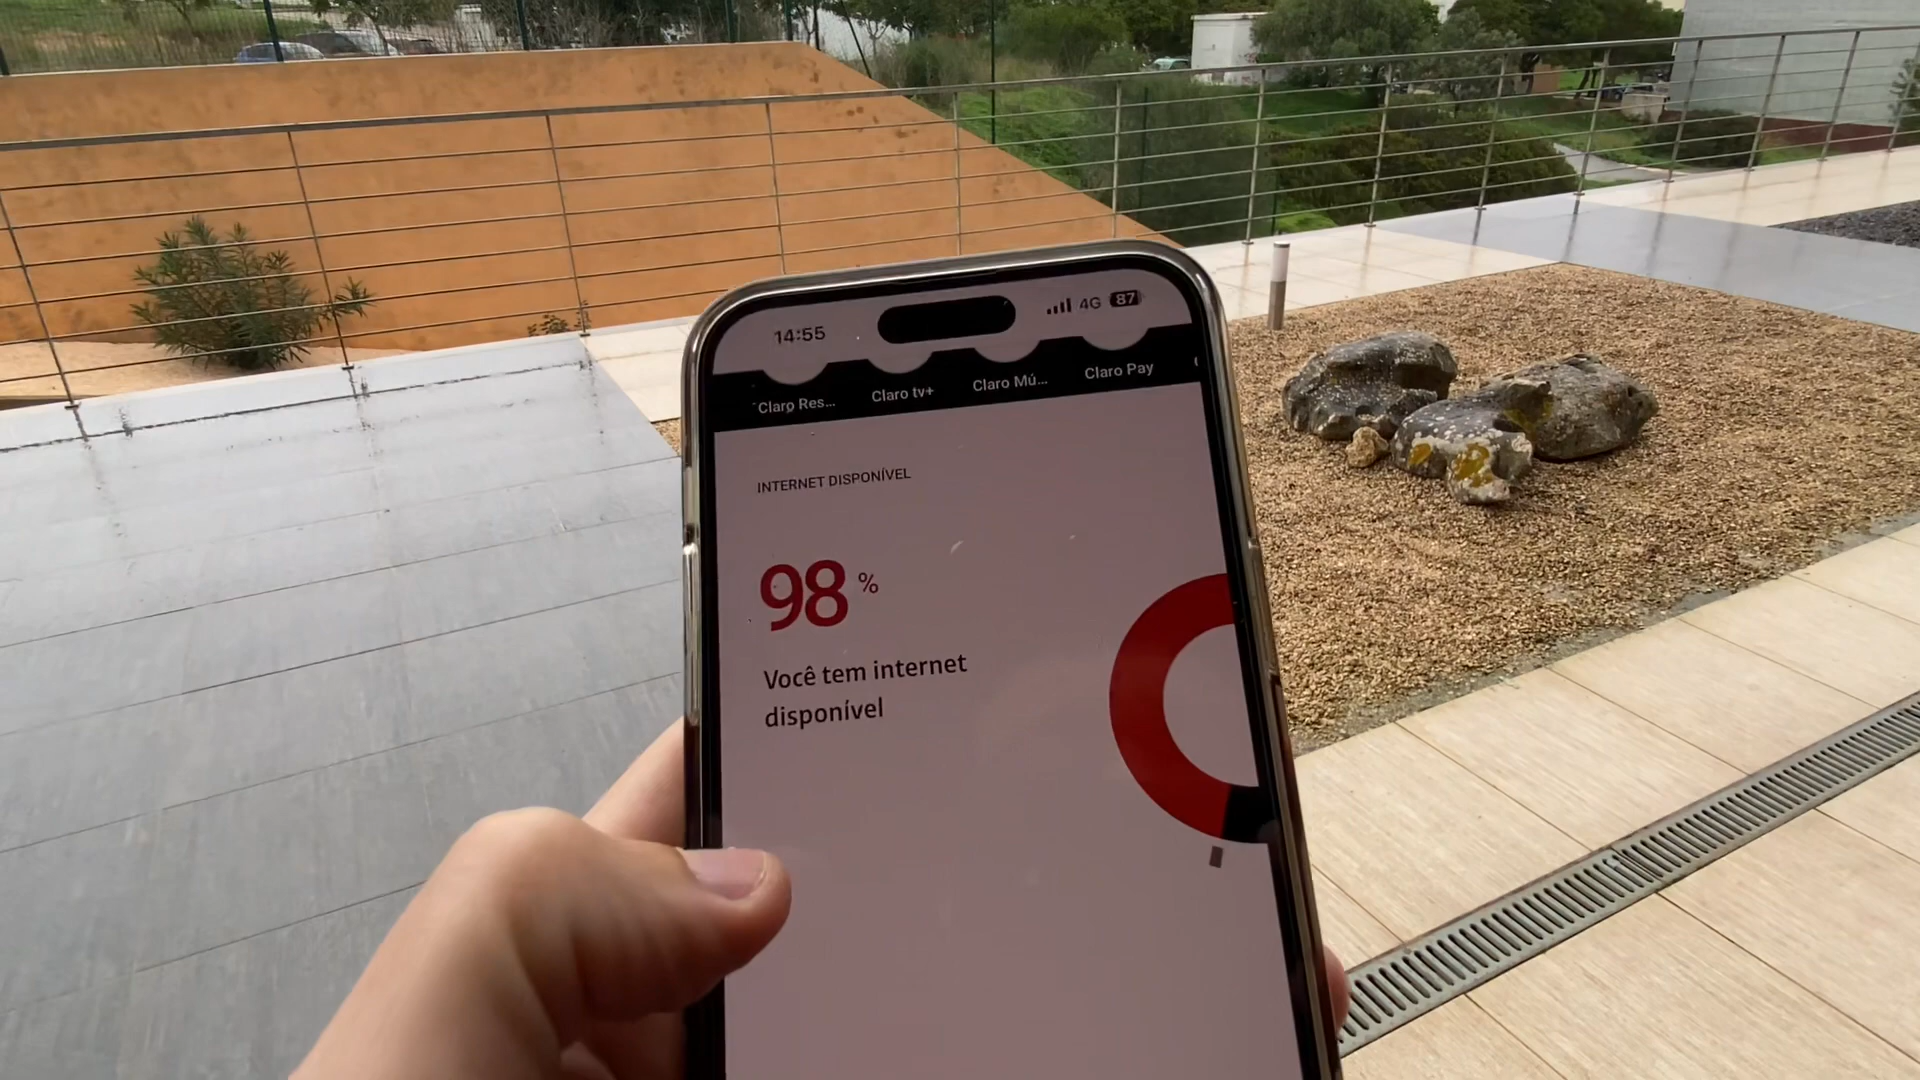 14:55
4G 87
Claro Res... Claro tv+ Claro Mú... Claro Pay
INTERNET DISPONÍVEL
98 %
Você tem internet
disponível